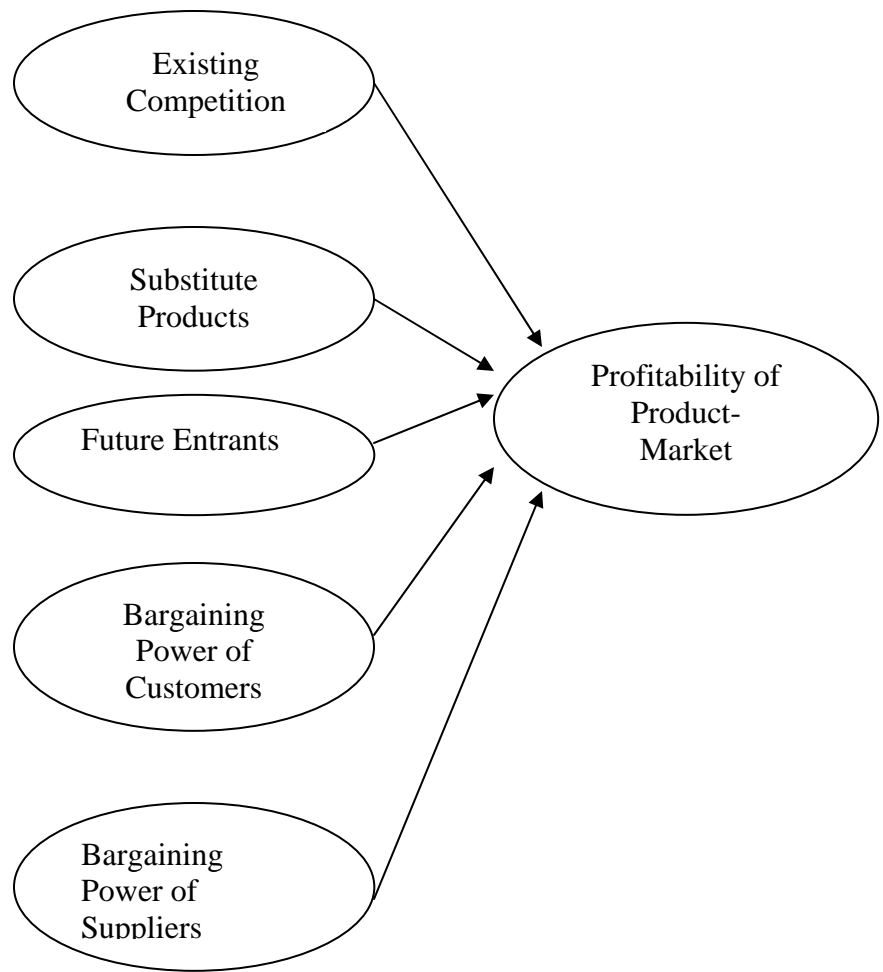 Existing
Competition
Substitute
Products
Future Entrants
Profitability of
Product-
Market
Bargaining
Power of
Customers
Bargaining
Power of
Suppliers